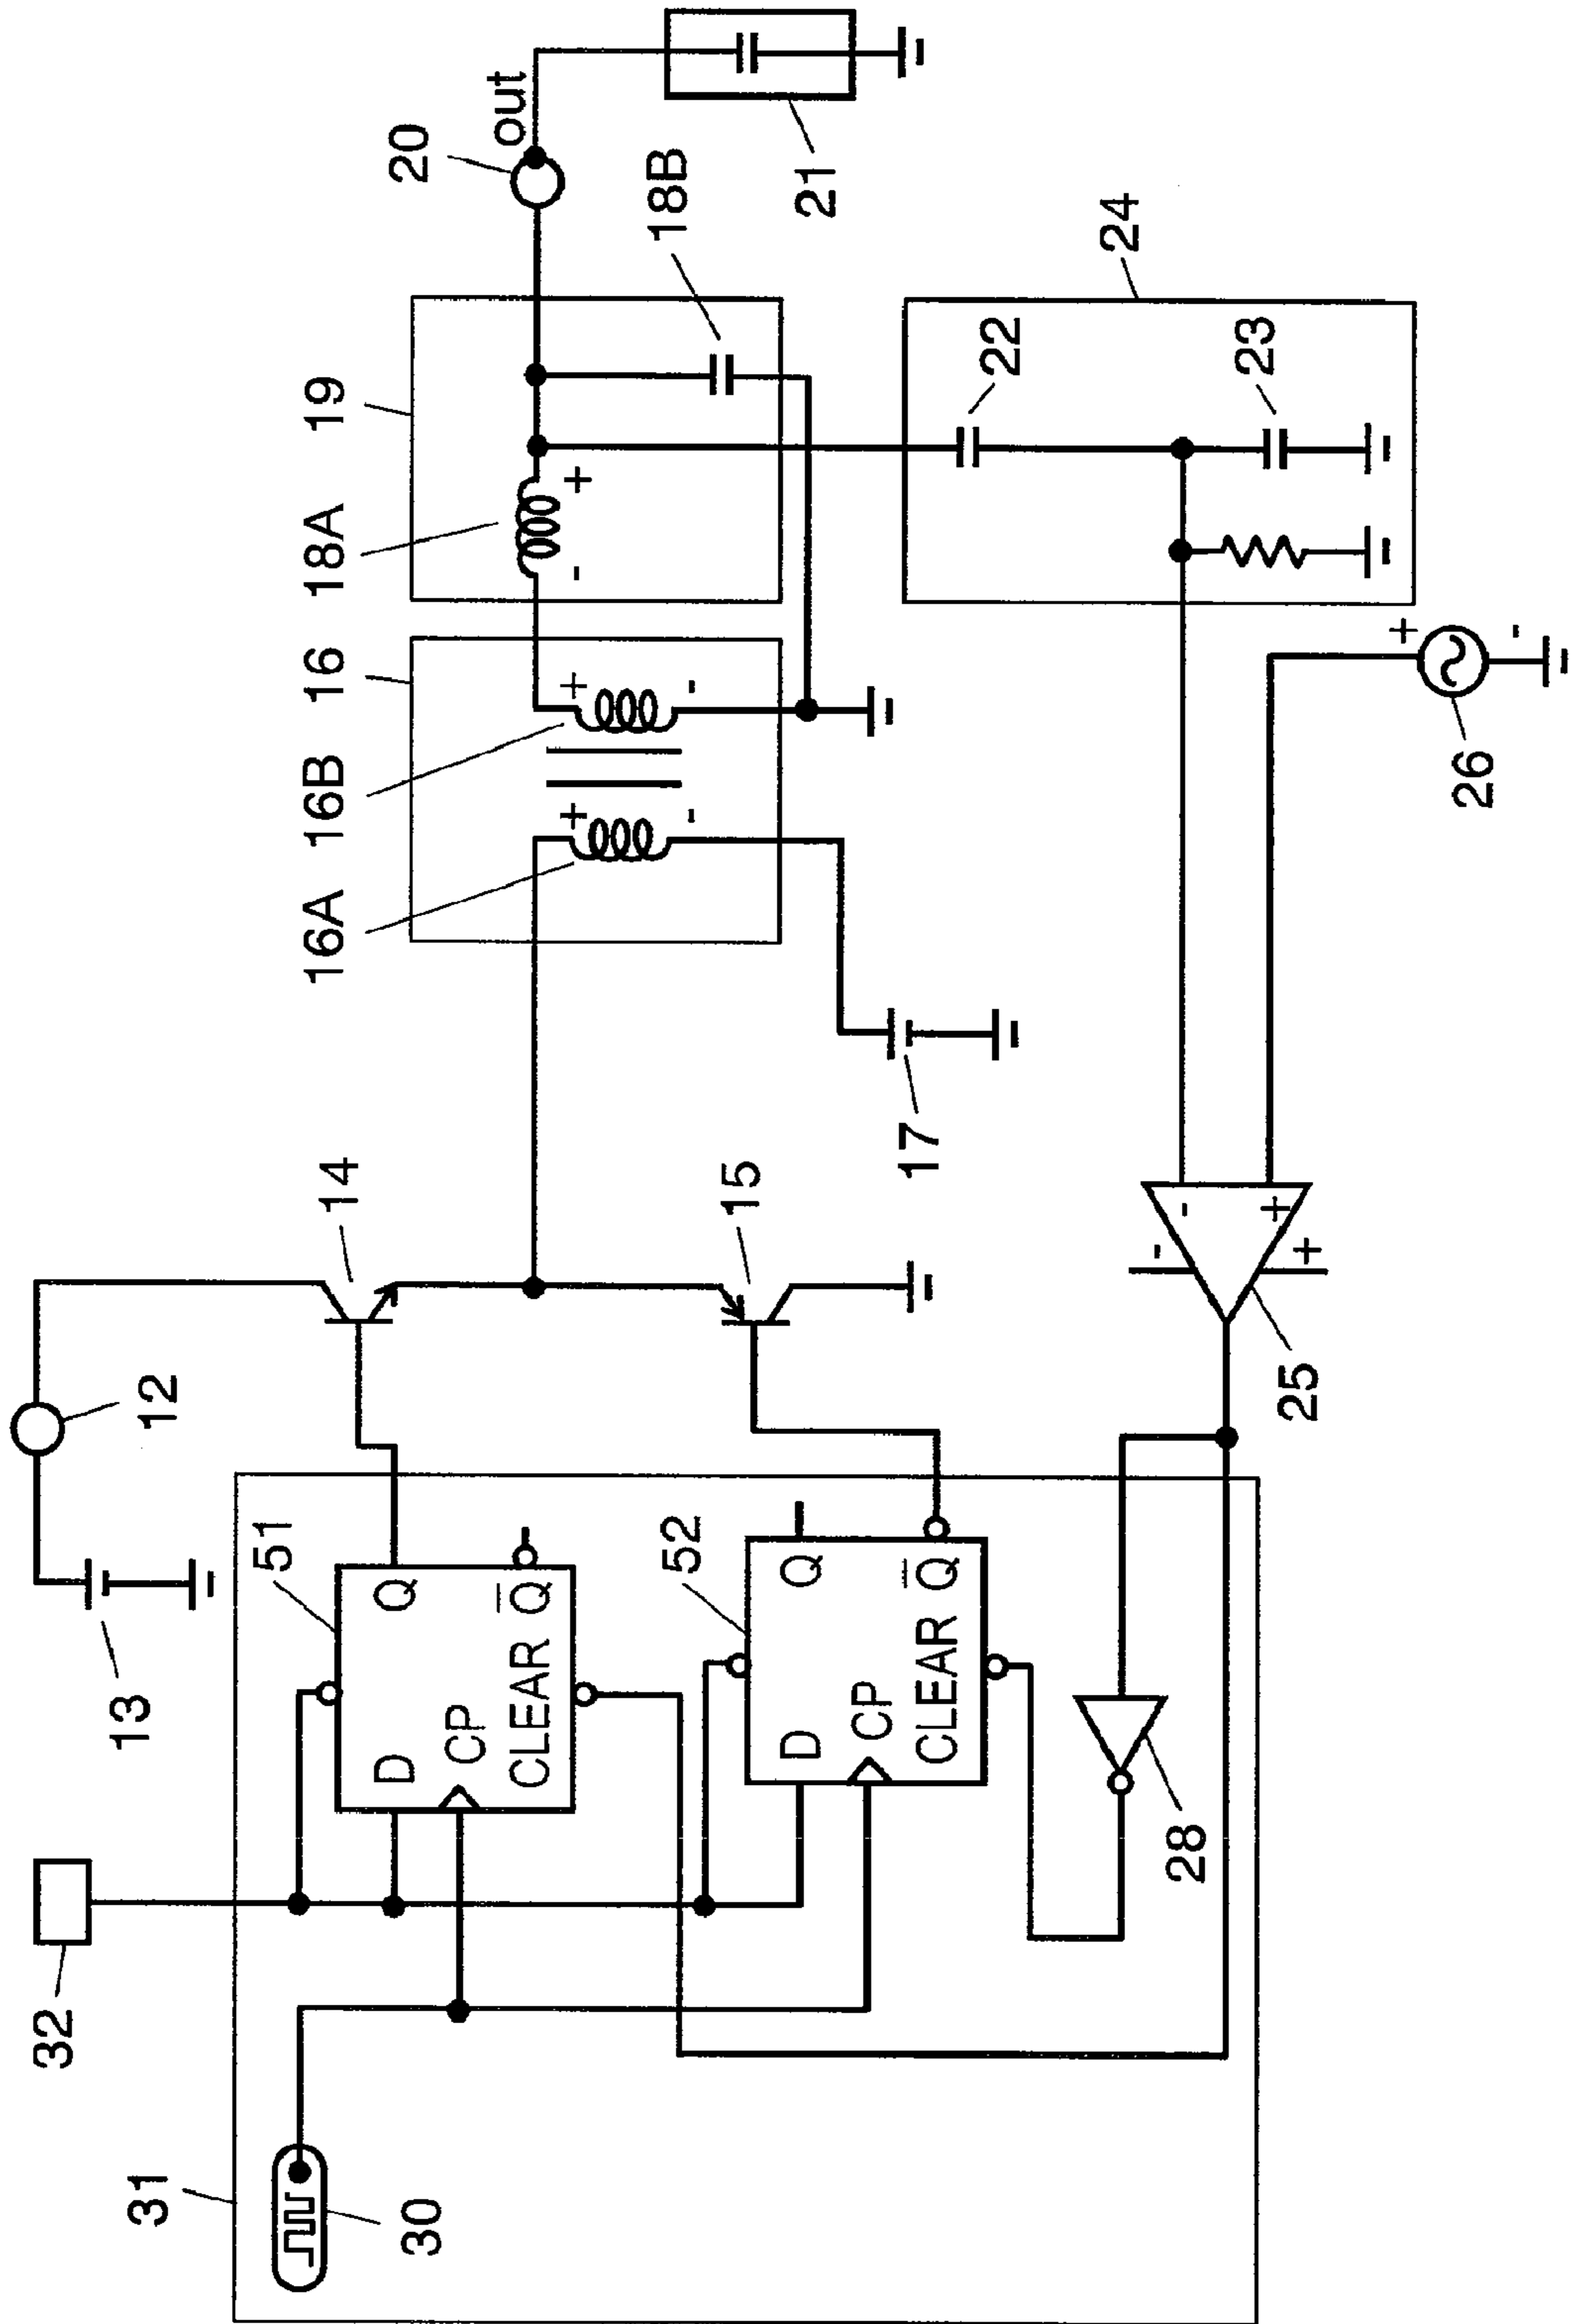 32
31
30
51
D
Q
CP
CLEAR
Q̅
52
D
Q
CP
CLEAR
Q̅
28
13
12
14
15
25
-
+
-
+
17
16A
16B
16
+
-
+
-
18A
19
-
+
18B
20
out
21
22
23
24
26
+
-